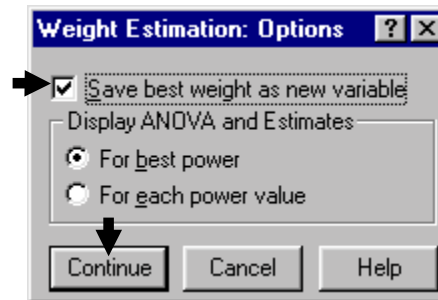 Weight Estimation: Options ? ×
Save best weight as new variable
Display ANOVA and Estimates
For best power
For each power value
Continue Cancel Help